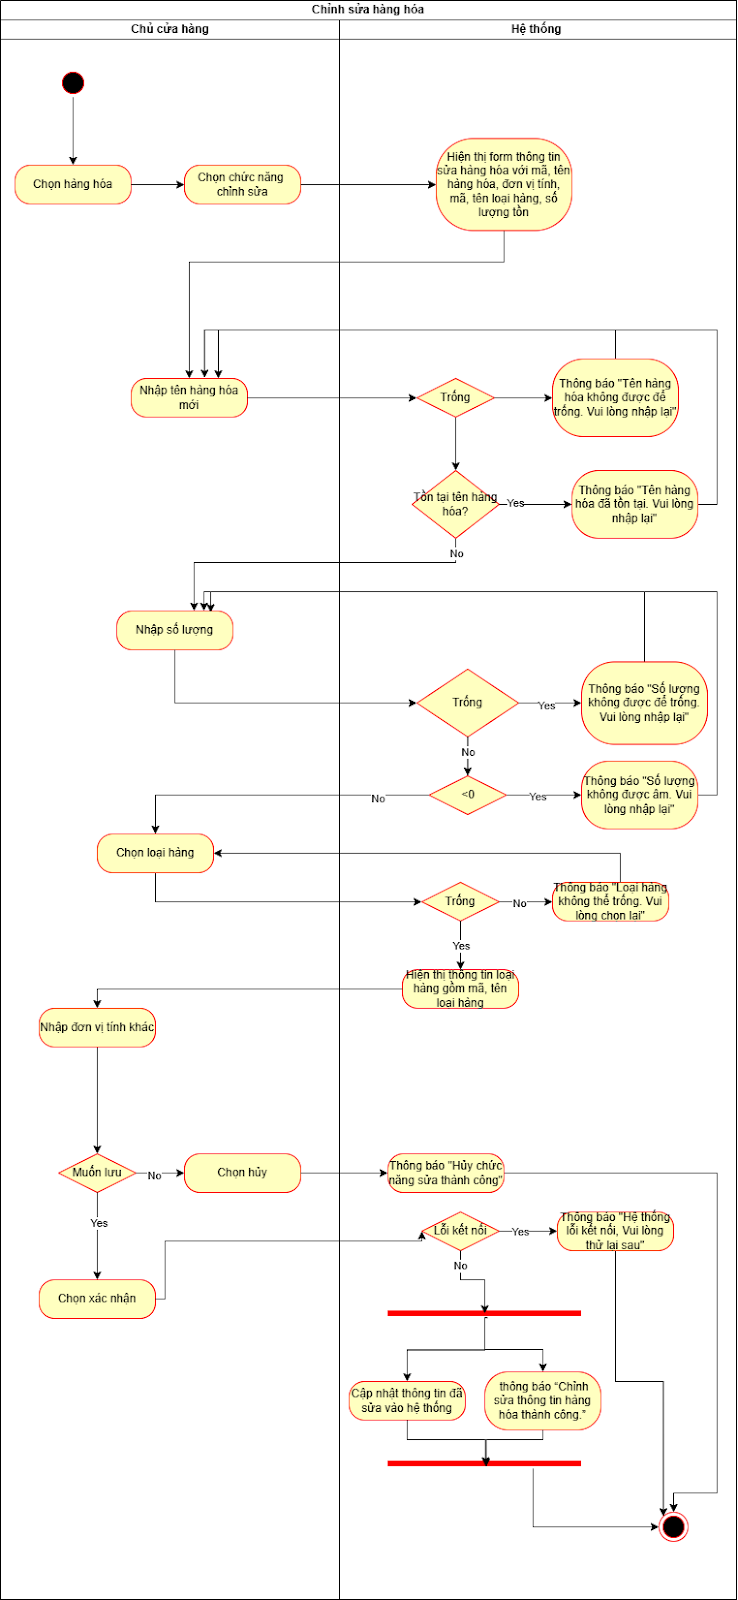 Chỉnh sửa hàng hóa
Chủ cửa hàng
Hệ thống
Chọn hàng hóa
Chọn chức năng
chỉnh sửa
Hiện thị form thông tin
sửa hàng hóa với mã, tên
hàng hóa, đơn vị tính,
mã, tên loại hàng, số
lượng tồn
Nhập tên hàng hóa
mới
Trống
Thông báo "Tên hàng
hóa không được để
trống. Vui lòng nhập lại"
Tồn tại tên hàng
hóa?
Yes
Thông báo "Tên hàng
hóa đã tồn tại. Vui lòng
nhập lại"
No
Nhập số lượng
Trống
Yes
Thông báo "Số lượng
không được để trống.
Vui lòng nhập lại"
No
<0
Yes
Thông báo "Số lượng
không được âm. Vui
lòng nhập lại"
No
Chọn loại hàng
Trống
No
Thông báo "Loại hàng
không thể trống. Vui
lòng chọn lại"
Yes
Hiện thị thông tin loại
hàng gồm mã, tên
loại hàng
Nhập đơn vị tính khác
Muốn lưu
No
Chọn hủy
Thông báo "Hủy chức
năng sửa thành công"
Yes
Lỗi kết nối
Yes
Thông báo "Hệ thống
lỗi kết nối, Vui lòng
thử lại sau"
No
Chọn xác nhận
Cập nhật thông tin đã
sửa vào hệ thống
thông báo “Chỉnh
sửa thông tin hàng
hóa thành công.”